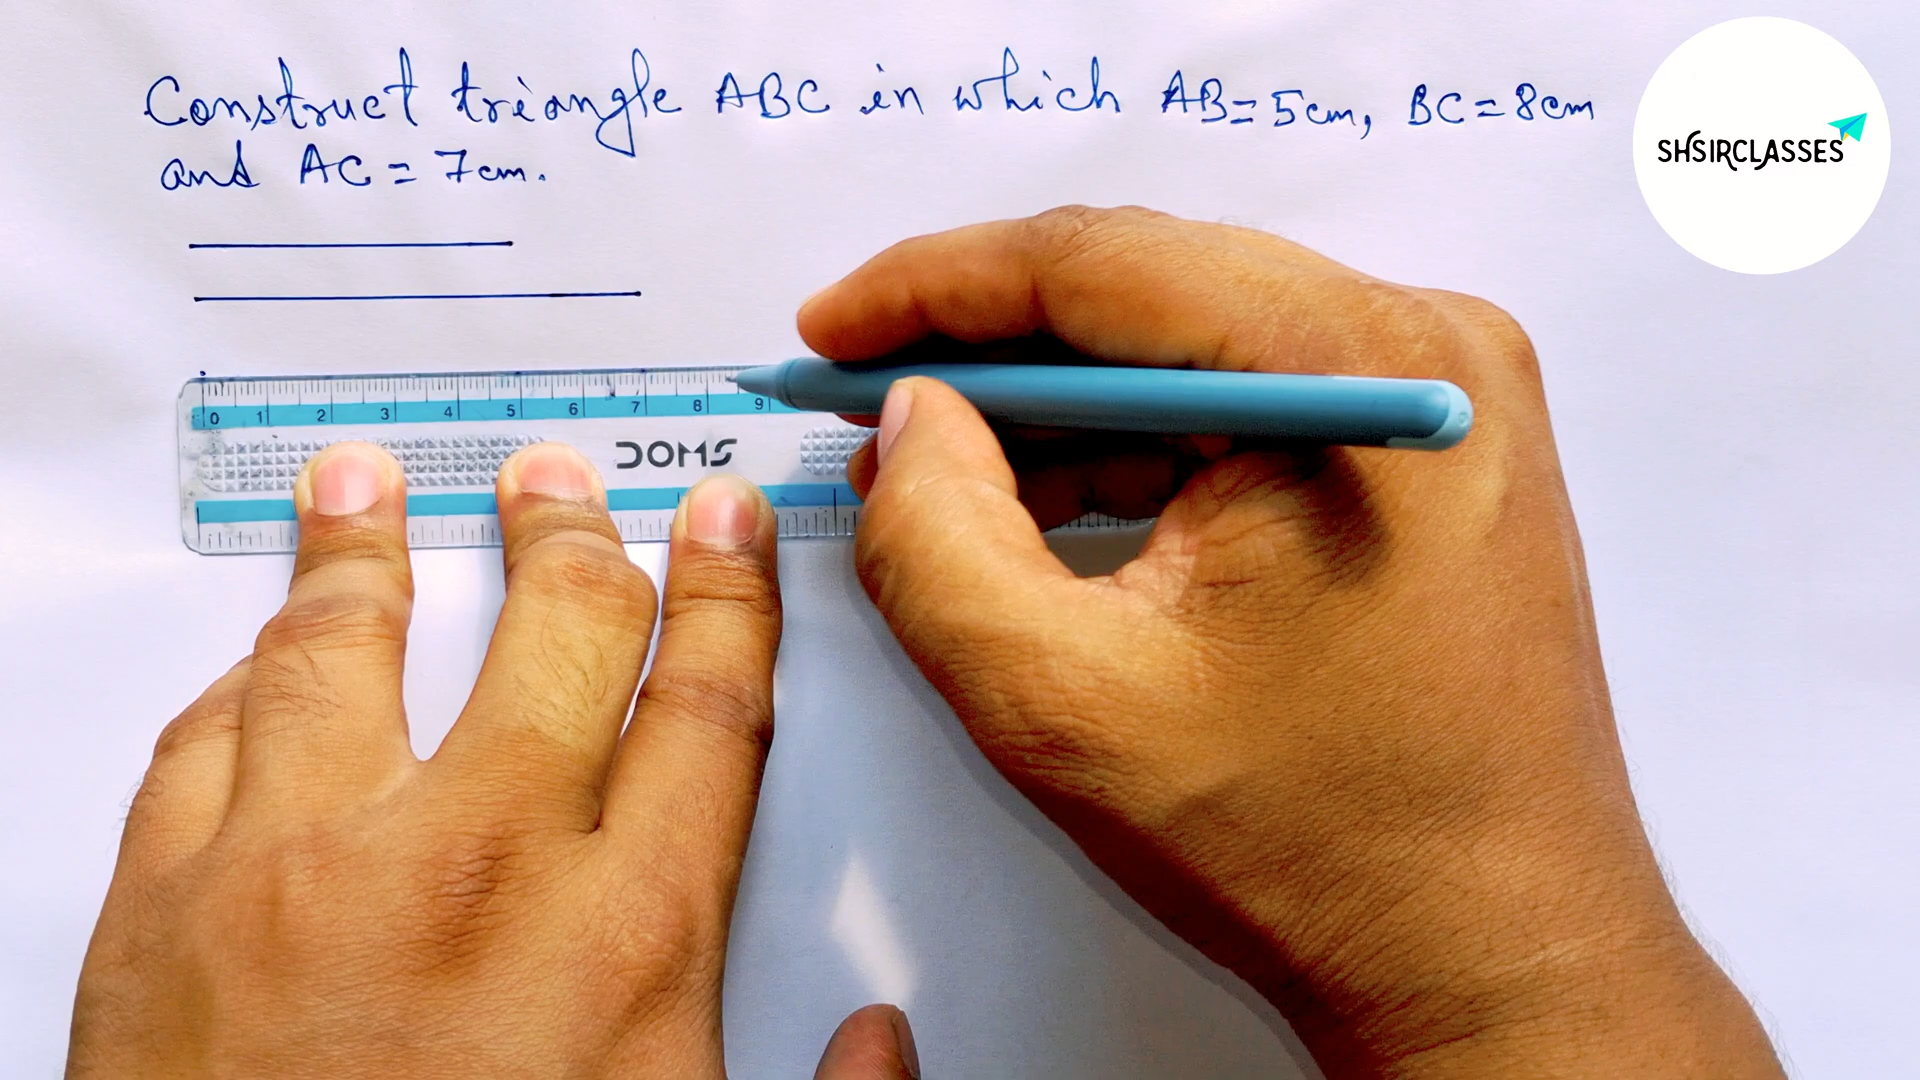 Construct triangle ABC in which AB = 5cm, BC = 8cm
and AC = 7cm.
SHSIRCLASSES
0 1 2 3 4 5 6 7 8 9
DOMS